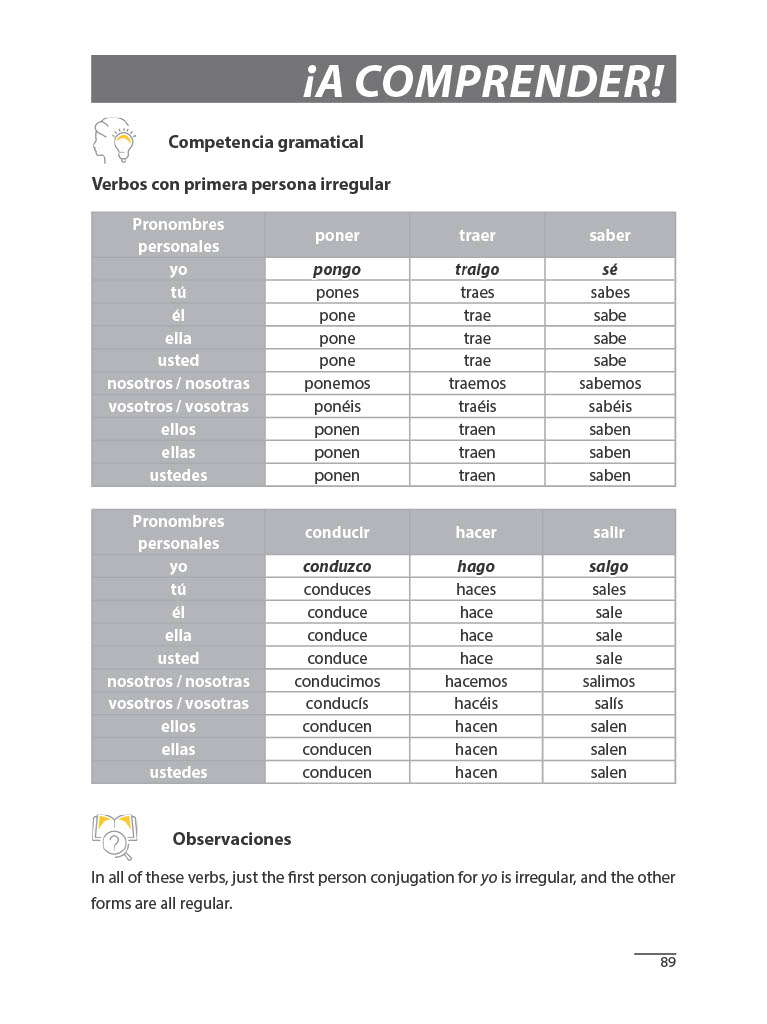 ¡A COMPRENDER!
Competencia gramatical
Verbos con primera persona irregular
Pronombres personales poner traer saber
yo pongo traigo sé
tú pones traes sabes
él pone trae sabe
ella pone trae sabe
usted pone trae sabe
nosotros / nosotras ponemos traemos sabemos
vosotros / vosotras ponéis traéis sabéis
ellos ponen traen saben
ellas ponen traen saben
ustedes ponen traen saben
Pronombres personales conducir hacer salir
yo conduzco hago salgo
tú conduces haces sales
él conduce hace sale
ella conduce hace sale
usted conduce hace sale
nosotros / nosotras conducimos hacemos salimos
vosotros / vosotras conducís hacéis salís
ellos conducen hacen salen
ellas conducen hacen salen
ustedes conducen hacen salen
?
Observaciones
In all of these verbs, just the first person conjugation for yo is irregular, and the other
forms are all regular.
89